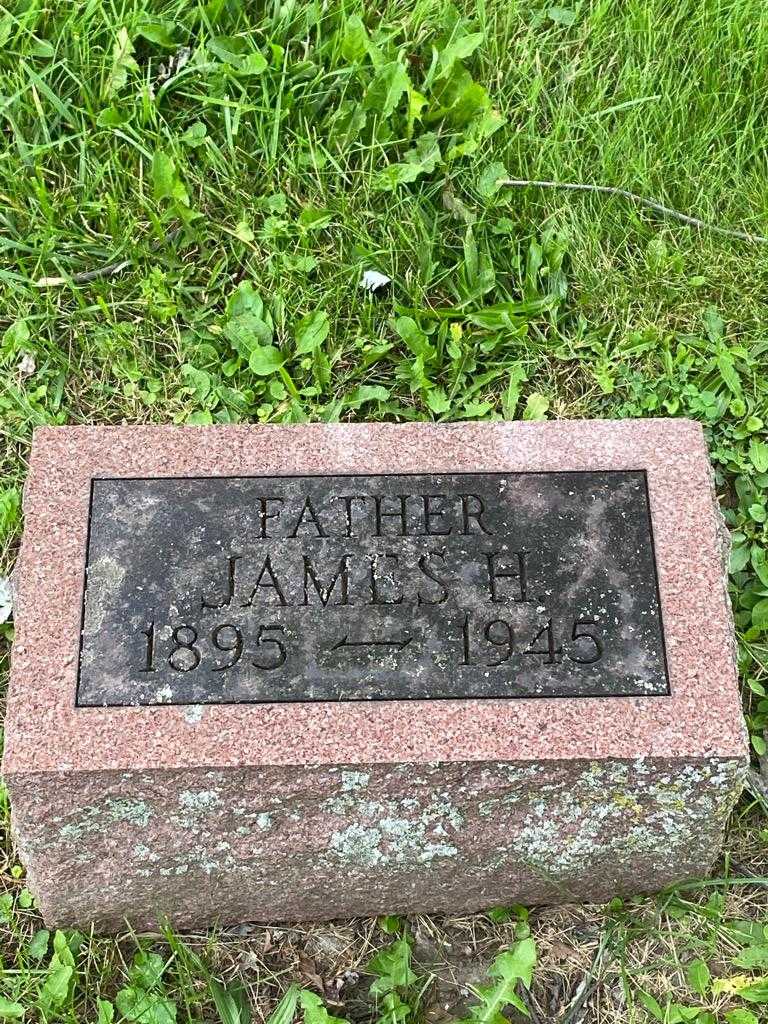 FATHER
JAMES H.
1895 — 1945